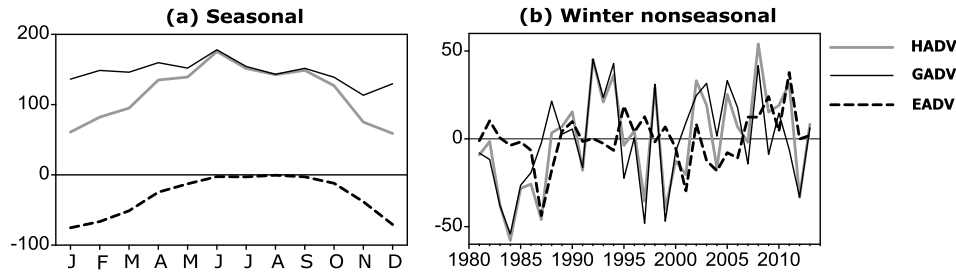 (a) Seasonal
200
100
0
-100
J F M A M J J A S O N D
(b) Winter nonseasonal
50
0
-50
1980 1985 1990 1995 2000 2005 2010
HADV
GADV
EADV